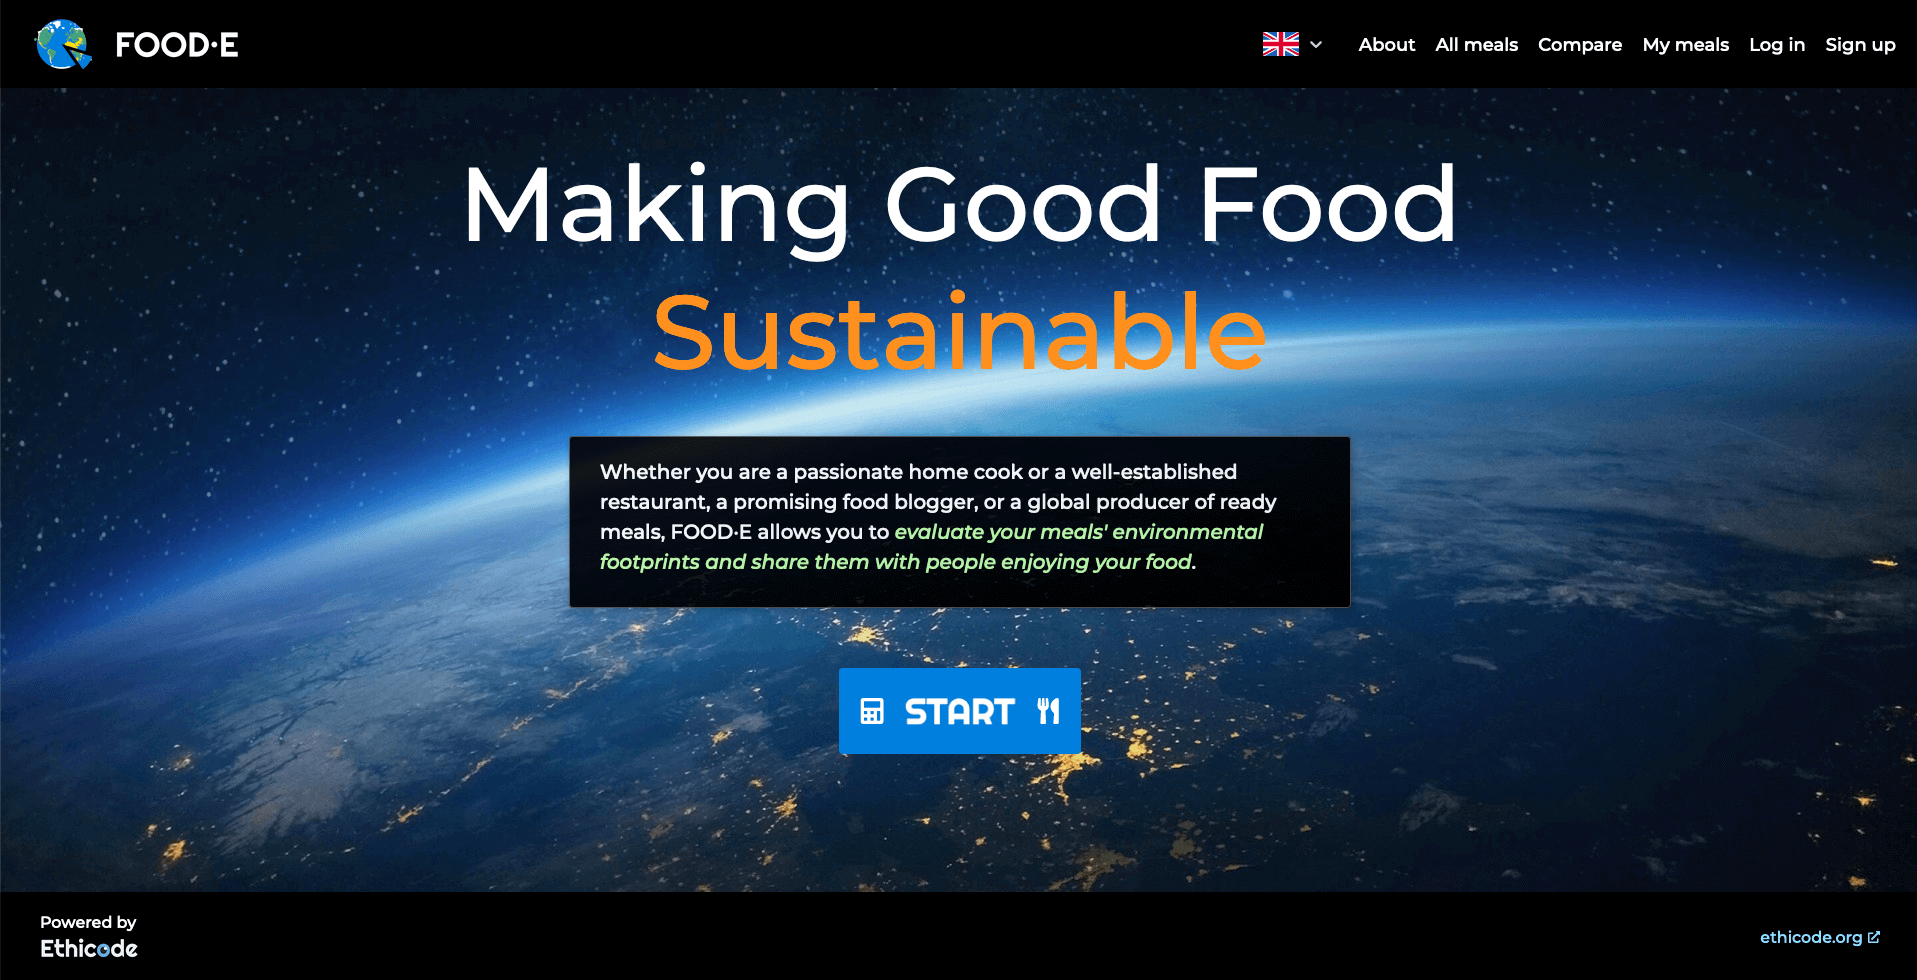 FOOD·E
About
All meals
Compare
My meals
Log in
Sign up
Making Good Food
Sustainable
Whether you are a passionate home cook or a well-established
restaurant, a promising food blogger, or a global producer of ready
meals, FOOD·E allows you to evaluate your meals' environmental
footprints and share them with people enjoying your food.
START
Powered by
Ethicode
ethicode.org